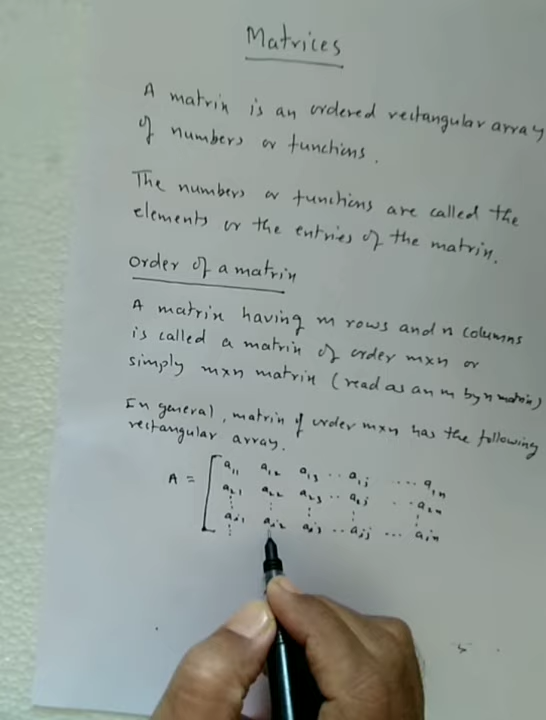 Matrices
A matrix is an ordered rectangular array
of numbers or functions.
The numbers or functions are called the
elements or the entries of the matrix.
Order of a matrix
A matrix having m rows and n columns
is called a matrix of order mxn or
simply mxn matrix (read as an m by n matrix)
In general, matrix of order mxn has the following
rectangular array.
A = [ a11 a12 a13 .. a1j ... a1n
a21 a22 a23 .. a2j .. a2n
⋮ ⋮ ⋮ ⋮ ⋮
ai1 ai2 ai3 .. aij ... ain
⋮